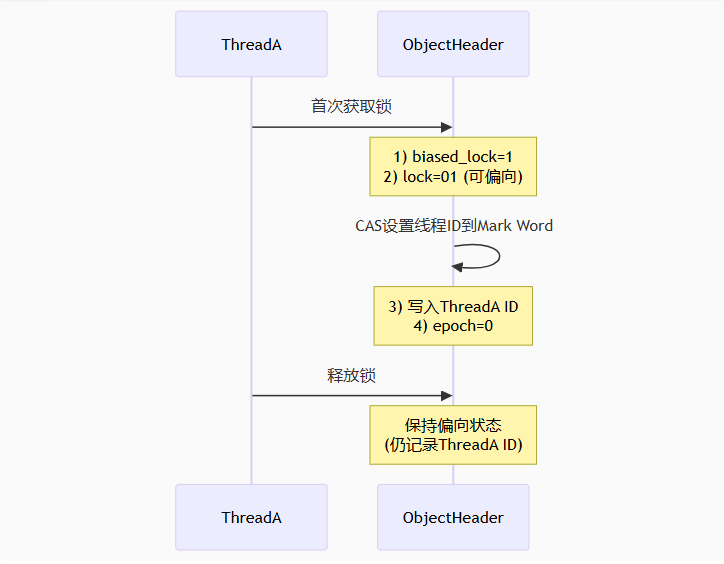 ThreadA
ObjectHeader
首次获取锁
1) biased_lock=1
2) lock=01 (可偏向)
CAS设置线程ID到Mark Word
3) 写入ThreadA ID
4) epoch=0
释放锁
保持偏向状态
(仍记录ThreadA ID)
ThreadA
ObjectHeader